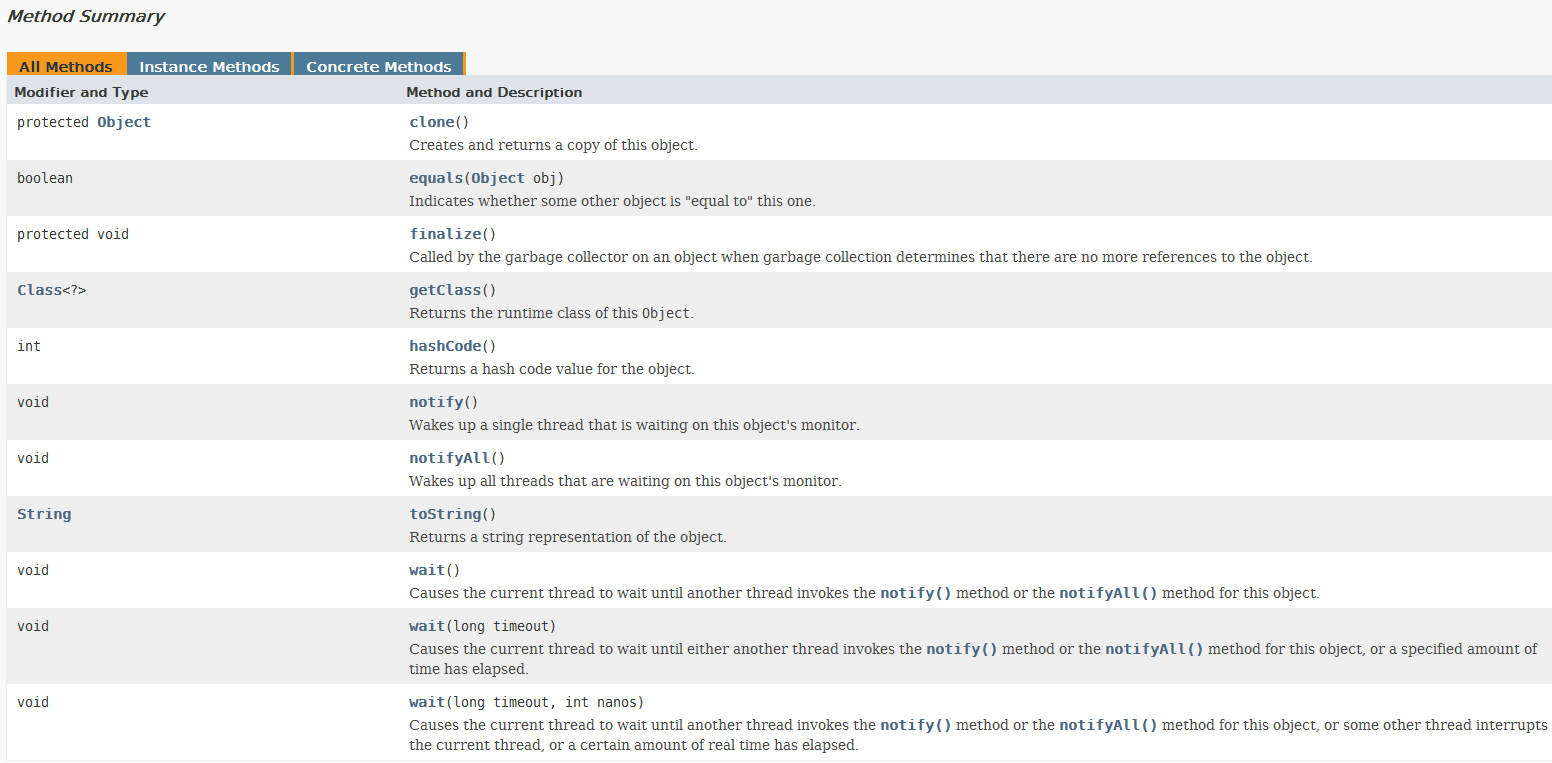 Method Summary
All Methods Instance Methods Concrete Methods
Modifier and Type Method and Description
protected Object clone()
Creates and returns a copy of this object.
boolean equals(Object obj)
Indicates whether some other object is "equal to" this one.
protected void finalize()
Called by the garbage collector on an object when garbage collection determines that there are no more references to the object.
Class<?> getClass()
Returns the runtime class of this Object.
int hashCode()
Returns a hash code value for the object.
void notify()
Wakes up a single thread that is waiting on this object's monitor.
void notifyAll()
Wakes up all threads that are waiting on this object's monitor.
String toString()
Returns a string representation of the object.
void wait()
Causes the current thread to wait until another thread invokes the notify() method or the notifyAll() method for this object.
void wait(long timeout)
Causes the current thread to wait until either another thread invokes the notify() method or the notifyAll() method for this object, or a specified amount of
time has elapsed.
void wait(long timeout, int nanos)
Causes the current thread to wait until another thread invokes the notify() method or the notifyAll() method for this object, or some other thread interrupts
the current thread, or a certain amount of real time has elapsed.